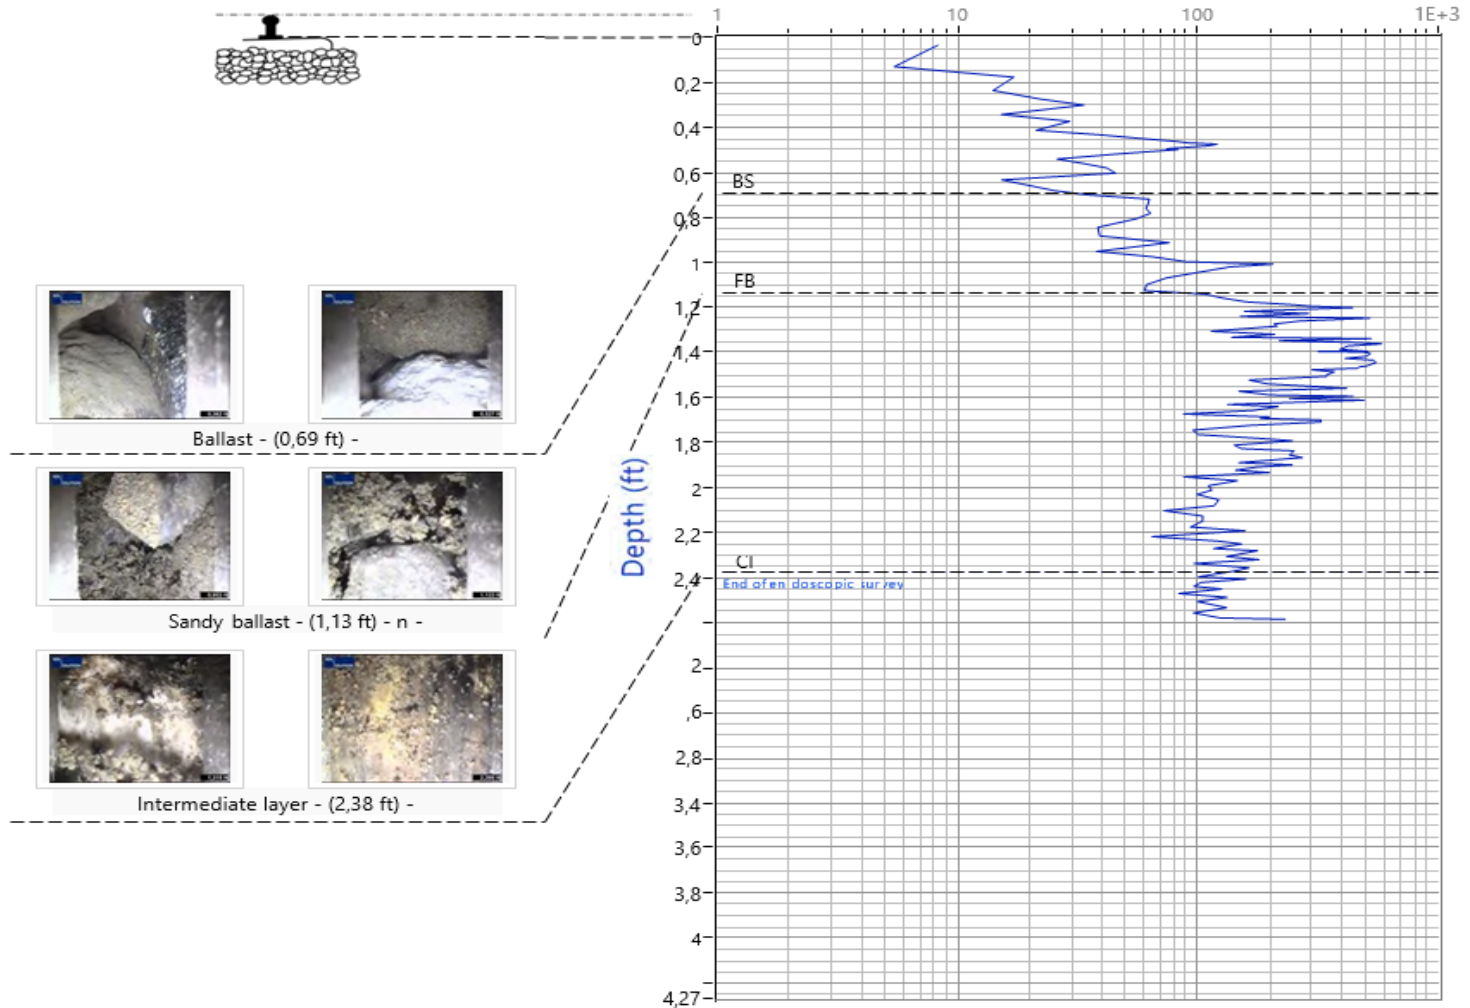 1 10 100 1E+3
0
0,2
0,4
0,6
BS
0,8
1
FB
1,2
1,4
1,6
1,8
2
2,2
CI
2,4
End of en doscopic survey
2
,6
2,8
3,4
3,6
3,8
4
4,27
Depth (ft)
Ballast - (0,69 ft) -
Sandy ballast - (1,13 ft) - n -
Intermediate layer - (2,38 ft) -